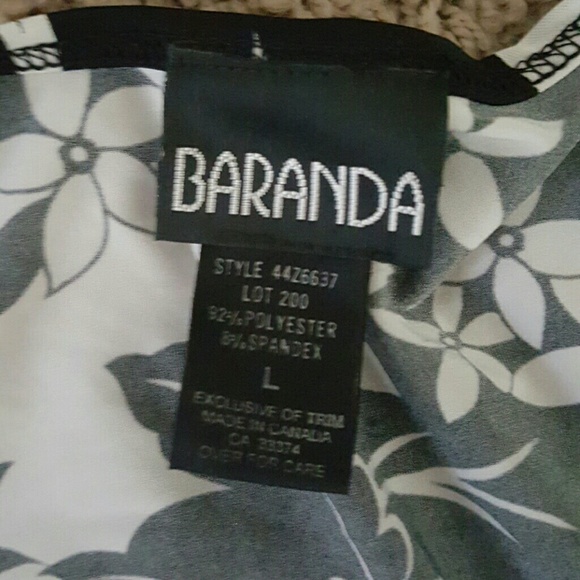 BARANDA
STYLE 44Z6637
LOT 200
92% POLYESTER
8% SPANDEX
L
EXCLUSIVE OF TRIM
MADE IN CANADA
CA 33374
OVER FOR CARE